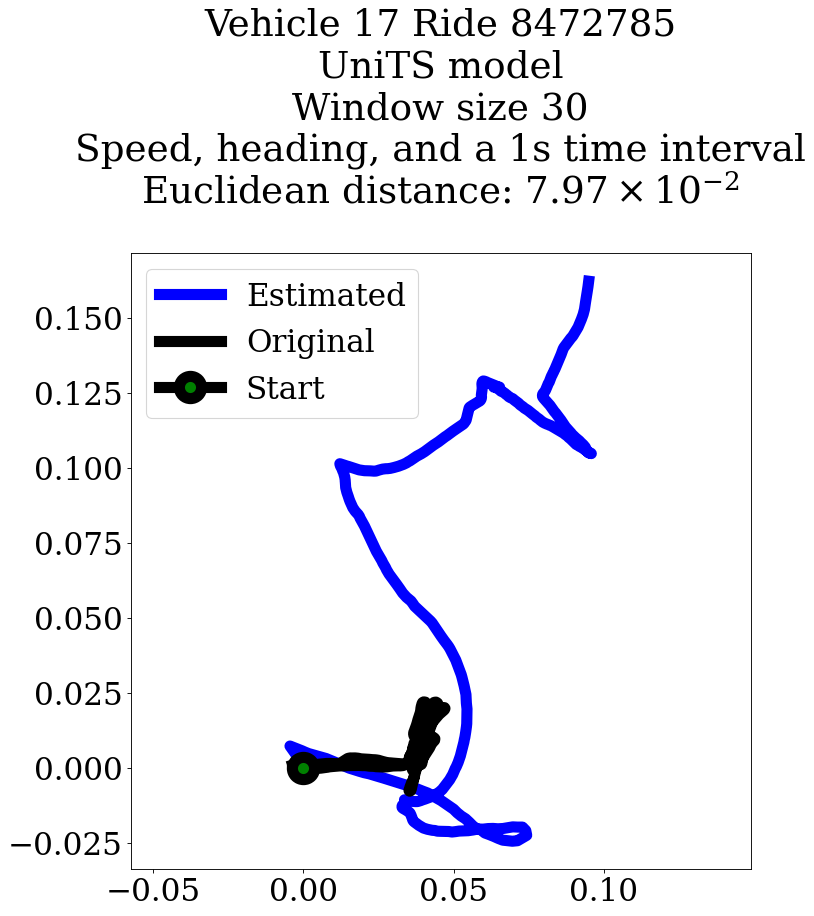 Vehicle 17 Ride 8472785
UniTS model
Window size 30
Speed, heading, and a 1s time interval
Euclidean distance: 7.97 × 10⁻²
Estimated
Original
Start
0.150
0.125
0.100
0.075
0.050
0.025
0.000
−0.025
−0.05 0.00 0.05 0.10